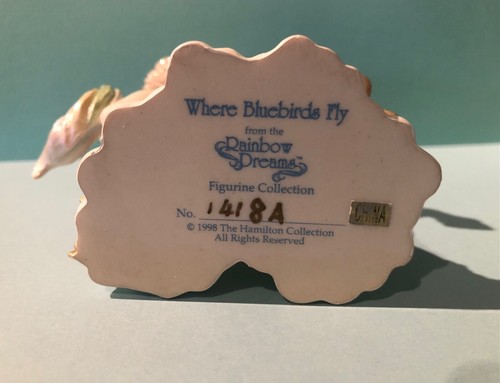 Where Bluebirds Fly
from the
Rainbow
Dreams™
Figurine Collection
No. 1418A
CHINA
© 1998 The Hamilton Collection
All Rights Reserved